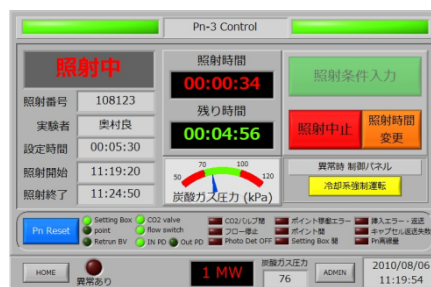 Pn-3 Control
照射中
照射番号 108123
実験者 奥村良
設定時間 00:05:30
照射開始 11:19:20
照射終了 11:24:50
照射時間
00:00:34
残り時間
00:04:56
50 70 100 120
炭酸ガス圧力 (kPa)
照射条件入力
照射中止
照射時間
変更
異常時 制御パネル
冷却系強制運転
Pn Reset
Setting Box CO2 valve CO2バルブ閉 ポイント移動エラー 挿入エラー・返送
point flow switch フロー停止 ポイント間 キャプセル返送失敗
Retrun BV IN PD Out PD Photo Det OFF Setting Box 間 Pn再線量
HOME
異常あり
1 MW
炭酸ガス圧力
76
ADMIN
2010/08/06
11:19:54